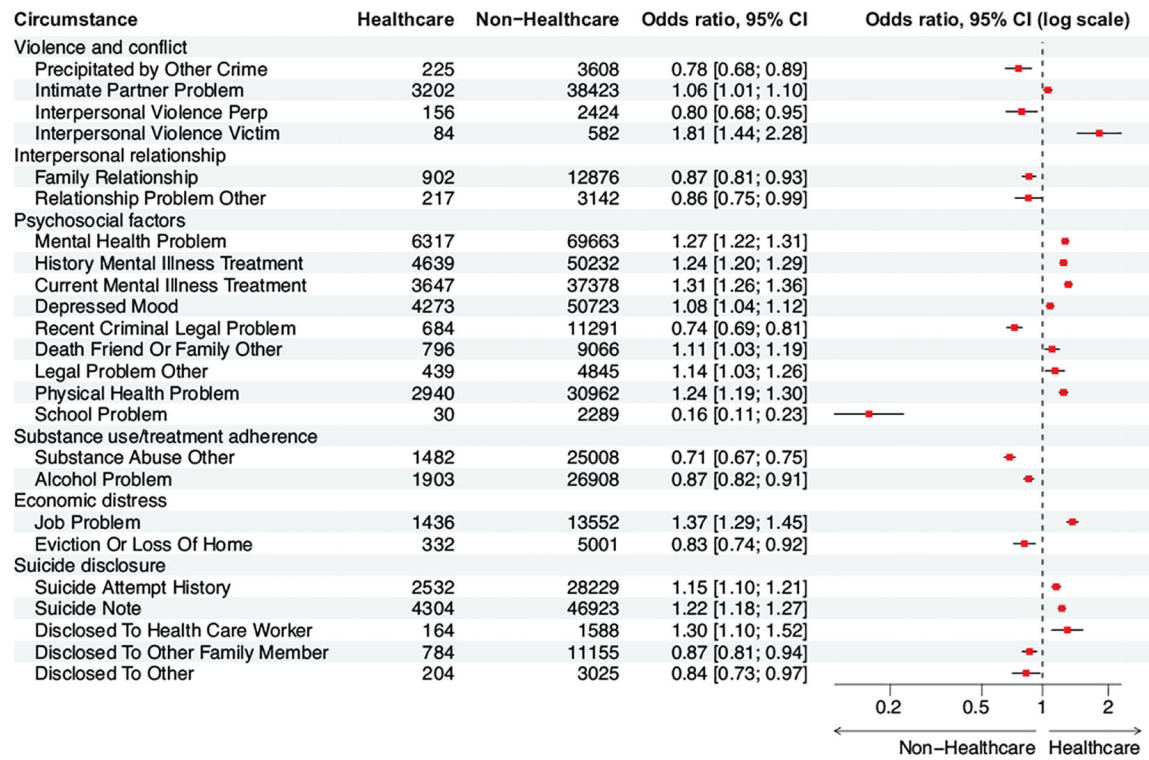 Circumstance Healthcare Non−Healthcare Odds ratio, 95% CI Odds ratio, 95% CI (log scale)
Violence and conflict
Precipitated by Other Crime 225 3608 0.78 [0.68; 0.89]
Intimate Partner Problem 3202 38423 1.06 [1.01; 1.10]
Interpersonal Violence Perp 156 2424 0.80 [0.68; 0.95]
Interpersonal Violence Victim 84 582 1.81 [1.44; 2.28]
Interpersonal relationship
Family Relationship 902 12876 0.87 [0.81; 0.93]
Relationship Problem Other 217 3142 0.86 [0.75; 0.99]
Psychosocial factors
Mental Health Problem 6317 69663 1.27 [1.22; 1.31]
History Mental Illness Treatment 4639 50232 1.24 [1.20; 1.29]
Current Mental Illness Treatment 3647 37378 1.31 [1.26; 1.36]
Depressed Mood 4273 50723 1.08 [1.04; 1.12]
Recent Criminal Legal Problem 684 11291 0.74 [0.69; 0.81]
Death Friend Or Family Other 796 9066 1.11 [1.03; 1.19]
Legal Problem Other 439 4845 1.14 [1.03; 1.26]
Physical Health Problem 2940 30962 1.24 [1.19; 1.30]
School Problem 30 2289 0.16 [0.11; 0.23]
Substance use/treatment adherence
Substance Abuse Other 1482 25008 0.71 [0.67; 0.75]
Alcohol Problem 1903 26908 0.87 [0.82; 0.91]
Economic distress
Job Problem 1436 13552 1.37 [1.29; 1.45]
Eviction Or Loss Of Home 332 5001 0.83 [0.74; 0.92]
Suicide disclosure
Suicide Attempt History 2532 28229 1.15 [1.10; 1.21]
Suicide Note 4304 46923 1.22 [1.18; 1.27]
Disclosed To Health Care Worker 164 1588 1.30 [1.10; 1.52]
Disclosed To Other Family Member 784 11155 0.87 [0.81; 0.94]
Disclosed To Other 204 3025 0.84 [0.73; 0.97]
0.2 0.5 1 2
Non−Healthcare Healthcare